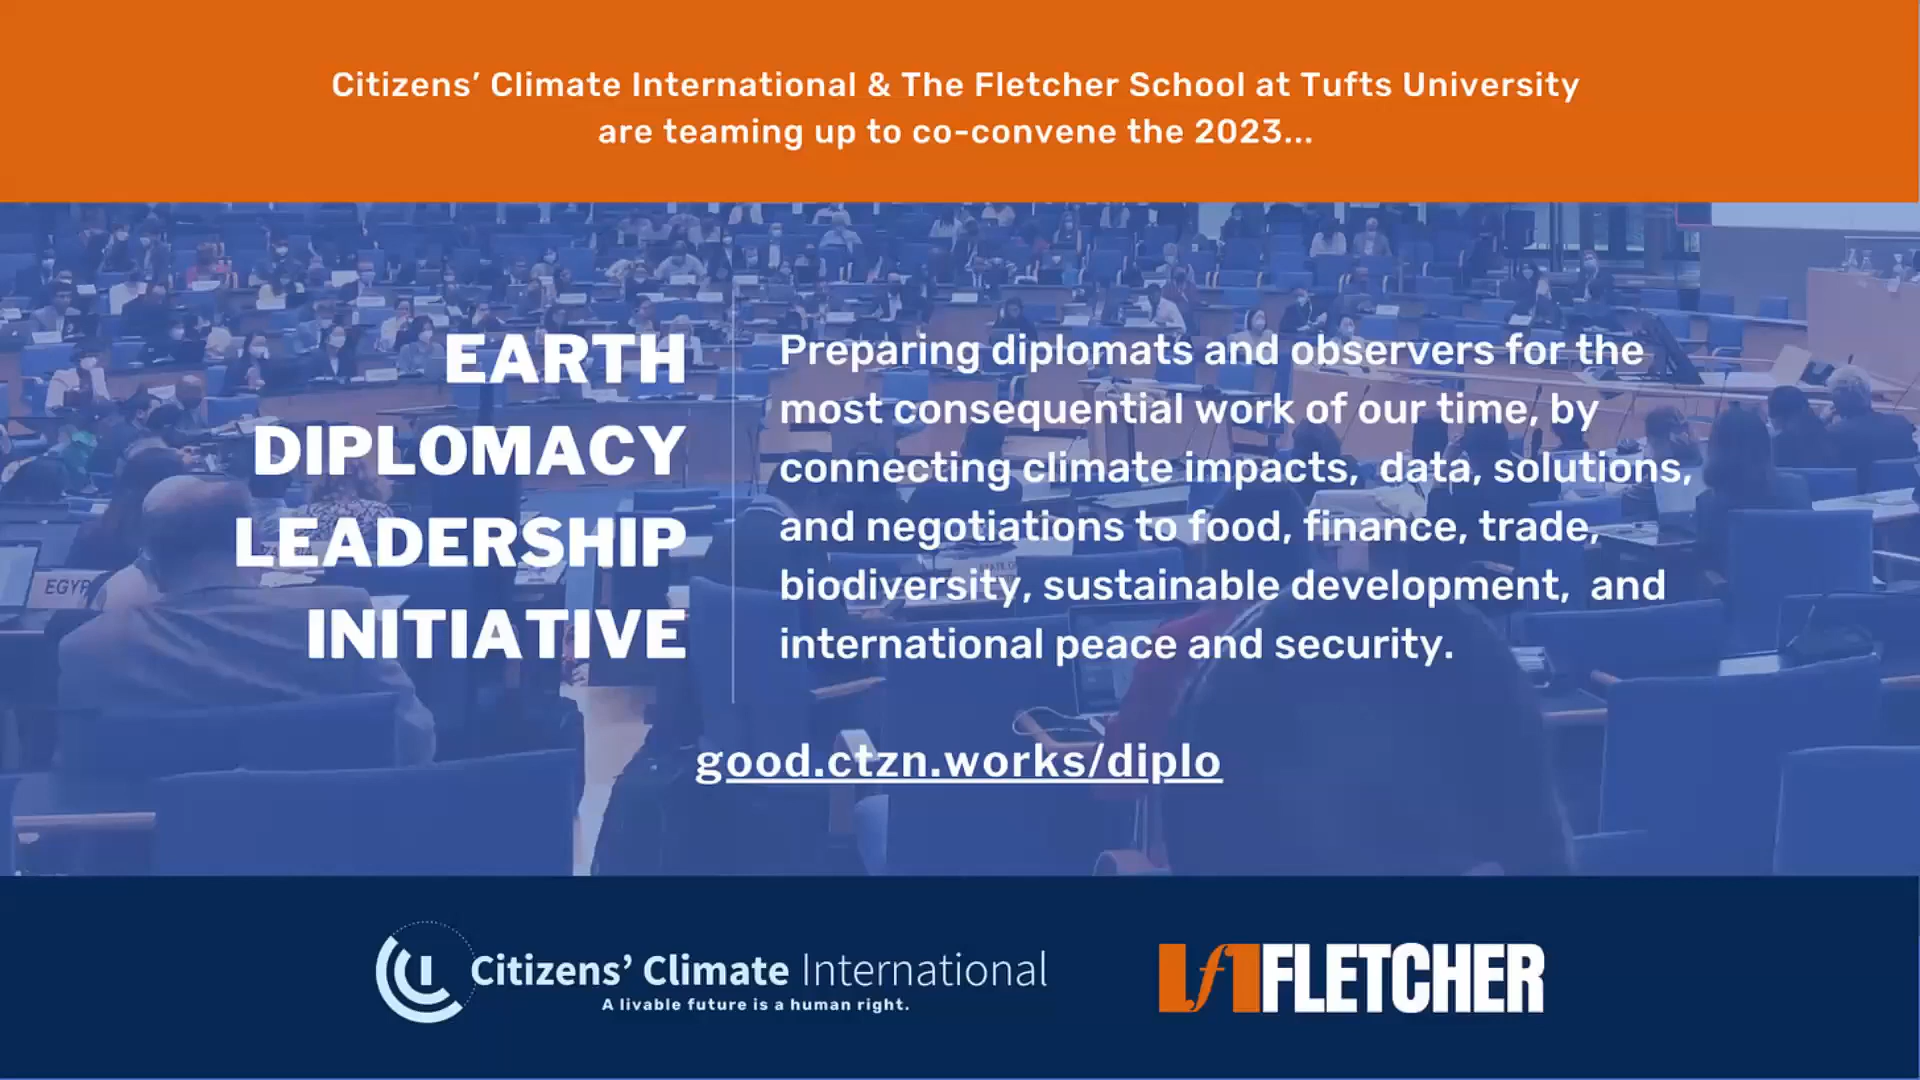 Citizens’ Climate International & The Fletcher School at Tufts University
are teaming up to co-convene the 2023...
EARTH
DIPLOMACY
LEADERSHIP
INITIATIVE
Preparing diplomats and observers for the
most consequential work of our time, by
connecting climate impacts, data, solutions,
and negotiations to food, finance, trade,
biodiversity, sustainable development, and
international peace and security.
good.ctzn.works/diplo
Citizens’ Climate International
A livable future is a human right.
FLETCHER